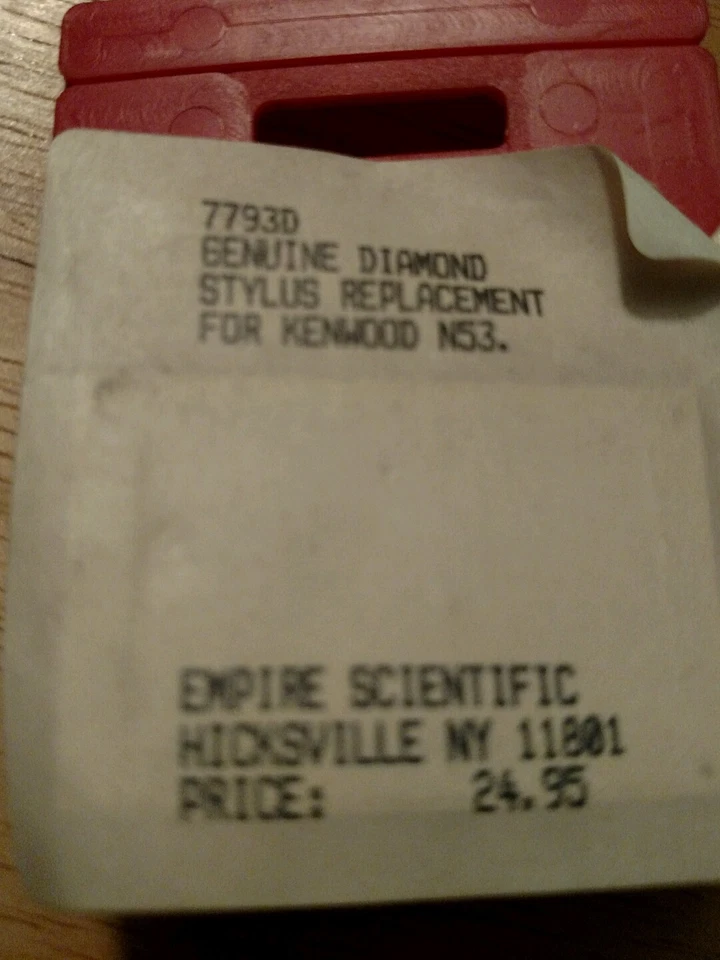 7793D
GENUINE DIAMOND
STYLUS REPLACEMENT
FOR KENWOOD N53.
EMPIRE SCIENTIFIC
HICKSVILLE NY 11801
PRICE: 24.95